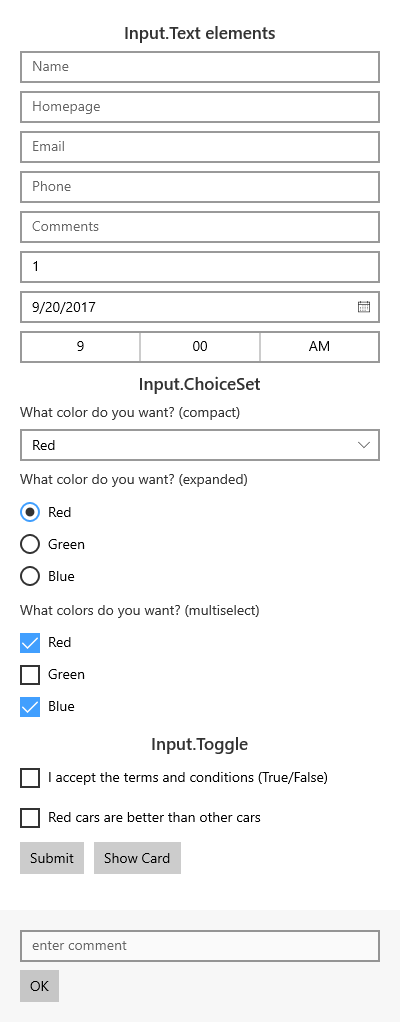 Input.Text elements
Name
Homepage
Email
Phone
Comments
1
9/20/2017
9 00 AM
Input.ChoiceSet
What color do you want? (compact)
Red
What color do you want? (expanded)
Red
Green
Blue
What colors do you want? (multiselect)
Red
Green
Blue
Input.Toggle
I accept the terms and conditions (True/False)
Red cars are better than other cars
Submit Show Card
enter comment
OK